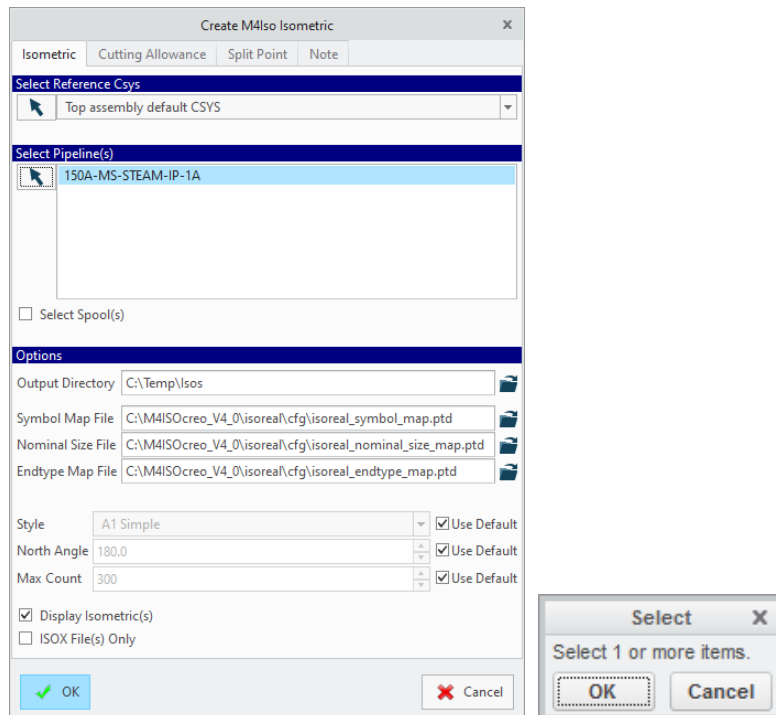 Create M4Iso Isometric
Isometric Cutting Allowance Split Point Note
Select Reference Csys
Top assembly default CSYS
Select Pipeline(s)
150A-MS-STEAM-IP-1A
Select Spool(s)
Options
Output Directory C:\Temp\Isos
Symbol Map File C:\M4ISOcreo_V4_0\isoreal\cfg\isoreal_symbol_map.ptd
Nominal Size File C:\M4ISOcreo_V4_0\isoreal\cfg\isoreal_nominal_size_map.ptd
Endtype Map File C:\M4ISOcreo_V4_0\isoreal\cfg\isoreal_endtype_map.ptd
Style A1 Simple Use Default
North Angle 180.0 Use Default
Max Count 300 Use Default
Display Isometric(s)
ISOX File(s) Only
OK Cancel
Select
Select 1 or more items.
OK Cancel